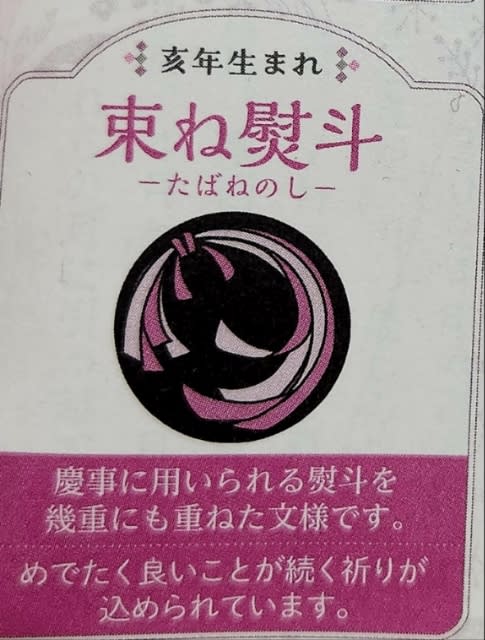 亥年生まれ
束ね熨斗
－たばねのし－
慶事に用いられる熨斗を
幾重にも重ねた文様です。
めでたく良いことが続く祈りが
込められています。